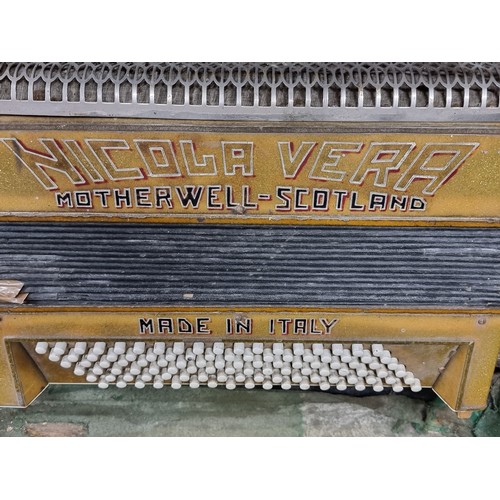 NICOLA VERA
MOTHERWELL-SCOTLAND
MADE IN ITALY